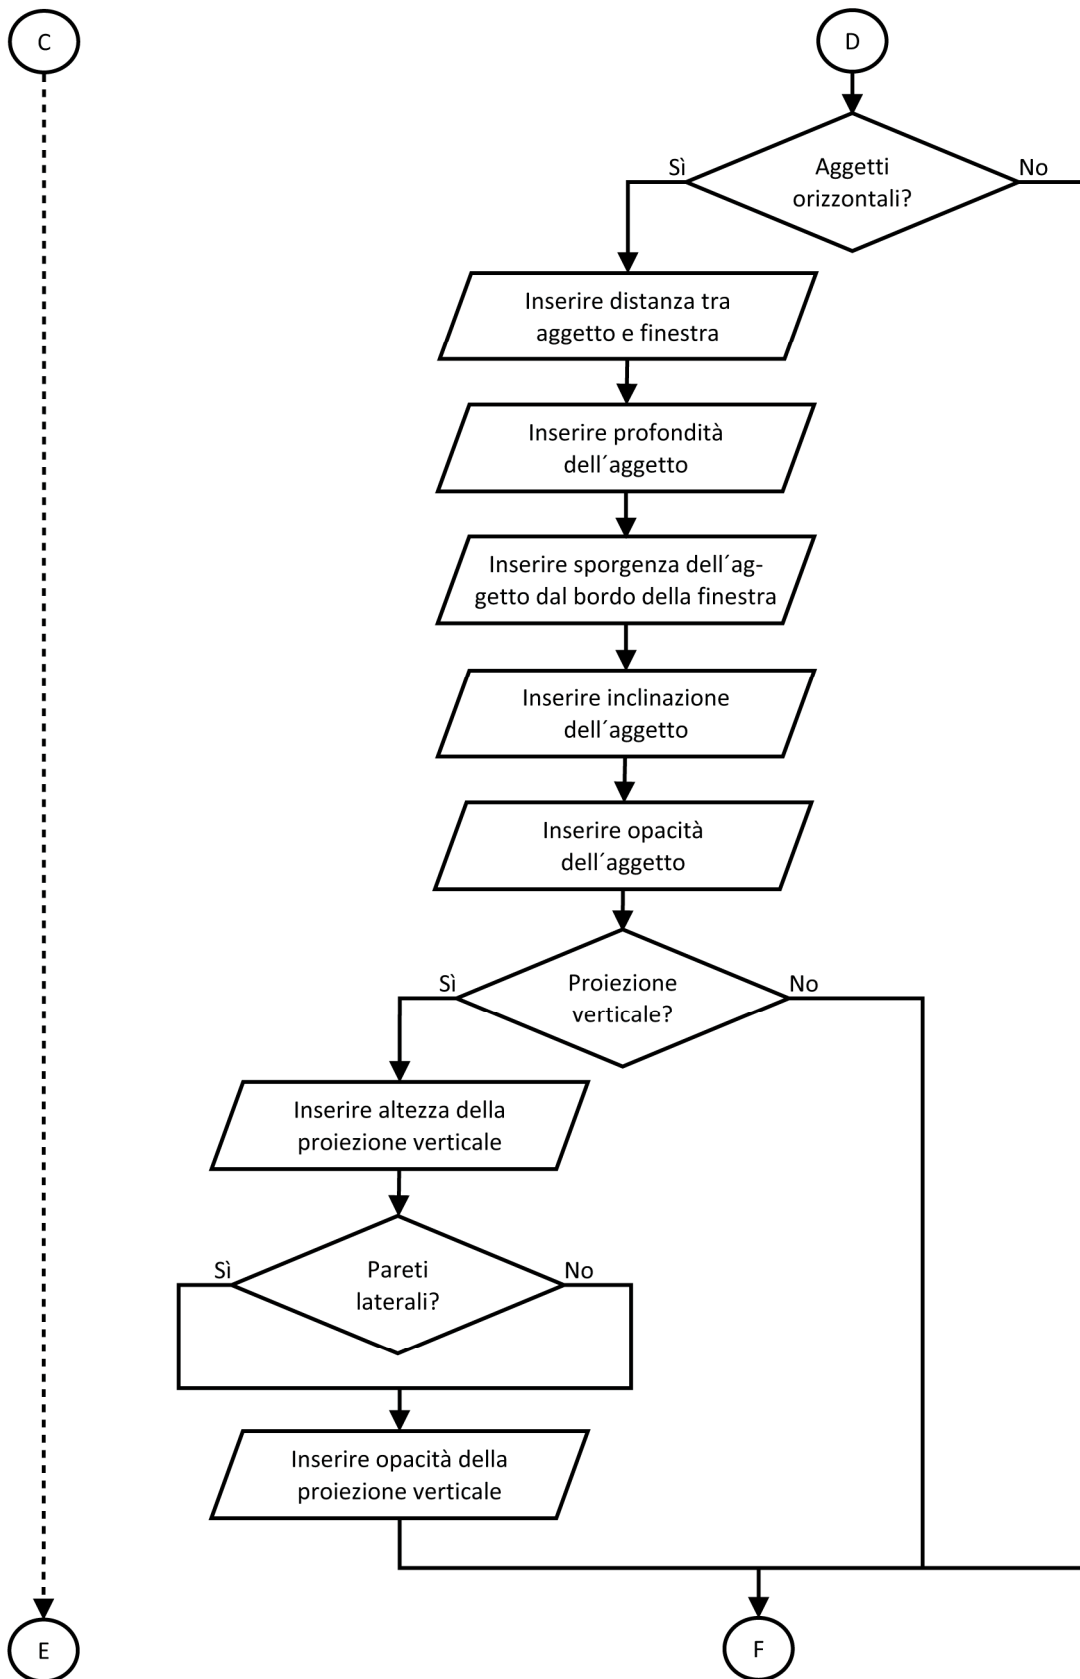 C
D
Aggetti
orizzontali?
Sì
No
Inserire distanza tra
aggetto e finestra
Inserire profondità
dell´aggetto
Inserire sporgenza dell´ag-
getto dal bordo della finestra
Inserire inclinazione
dell´aggetto
Inserire opacità
dell´aggetto
Proiezione
verticale?
Sì
No
Inserire altezza della
proiezione verticale
Pareti
laterali?
Sì
No
Inserire opacità della
proiezione verticale
E
F